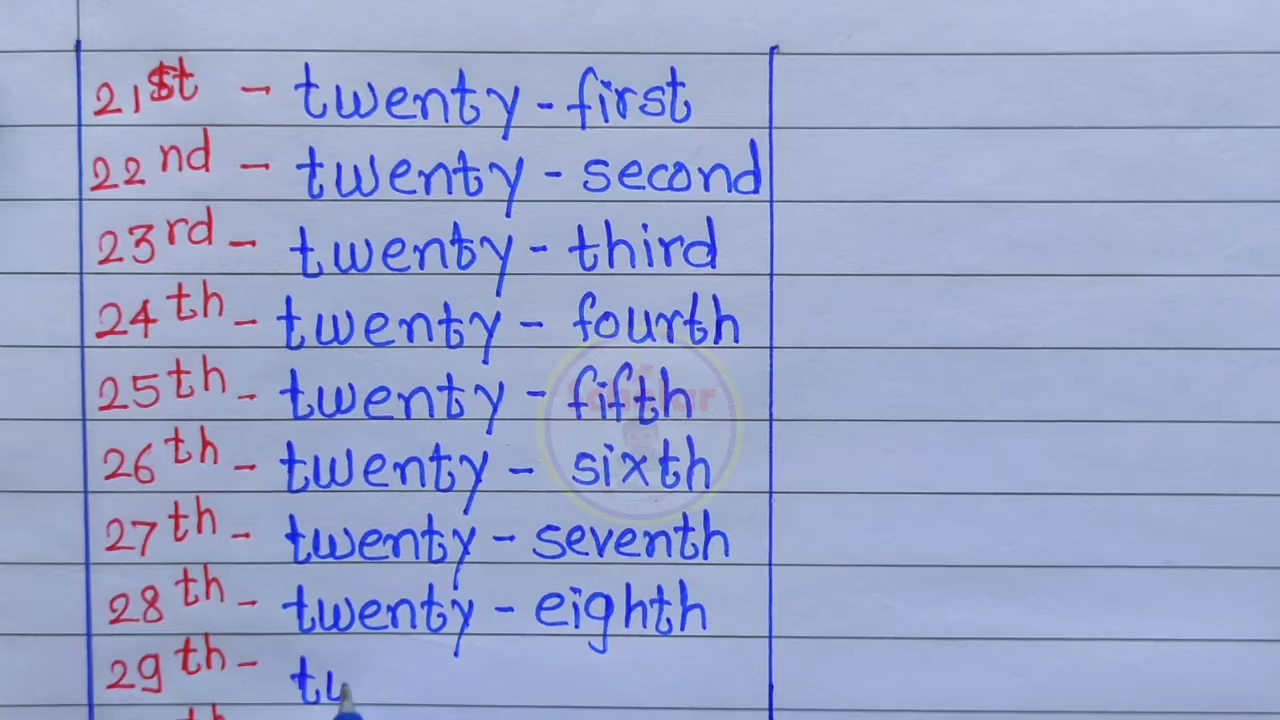 21st - twenty-first
22nd - twenty-second
23rd - twenty-third
24th - twenty-fourth
25th - twenty-fifth
26th - twenty-sixth
27th - twenty-seventh
28th - twenty-eighth
29th - tw
th